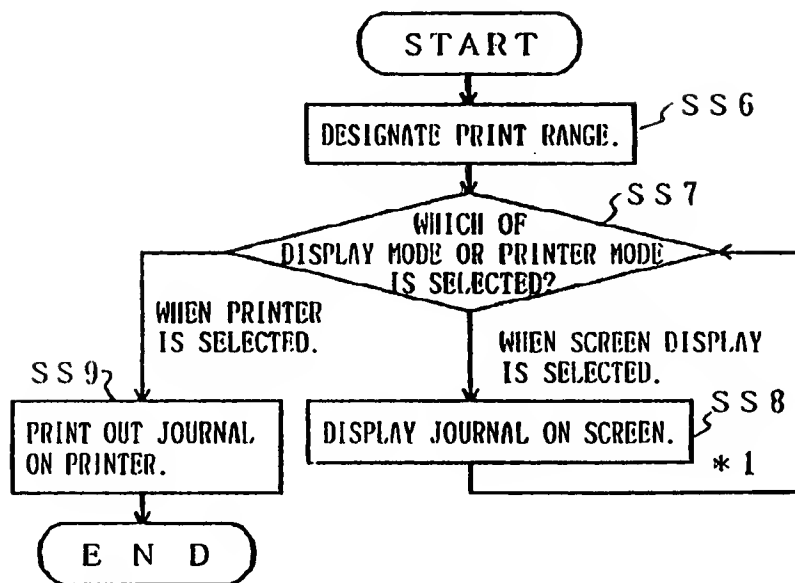 START
SS6
DESIGNATE PRINT RANGE.
SS7
WHICH OF
DISPLAY MODE OR PRINTER MODE
IS SELECTED?
WHEN PRINTER
IS SELECTED.
WHEN SCREEN DISPLAY
IS SELECTED.
SS9
PRINT OUT JOURNAL
ON PRINTER.
SS8
DISPLAY JOURNAL ON SCREEN.
*1
END